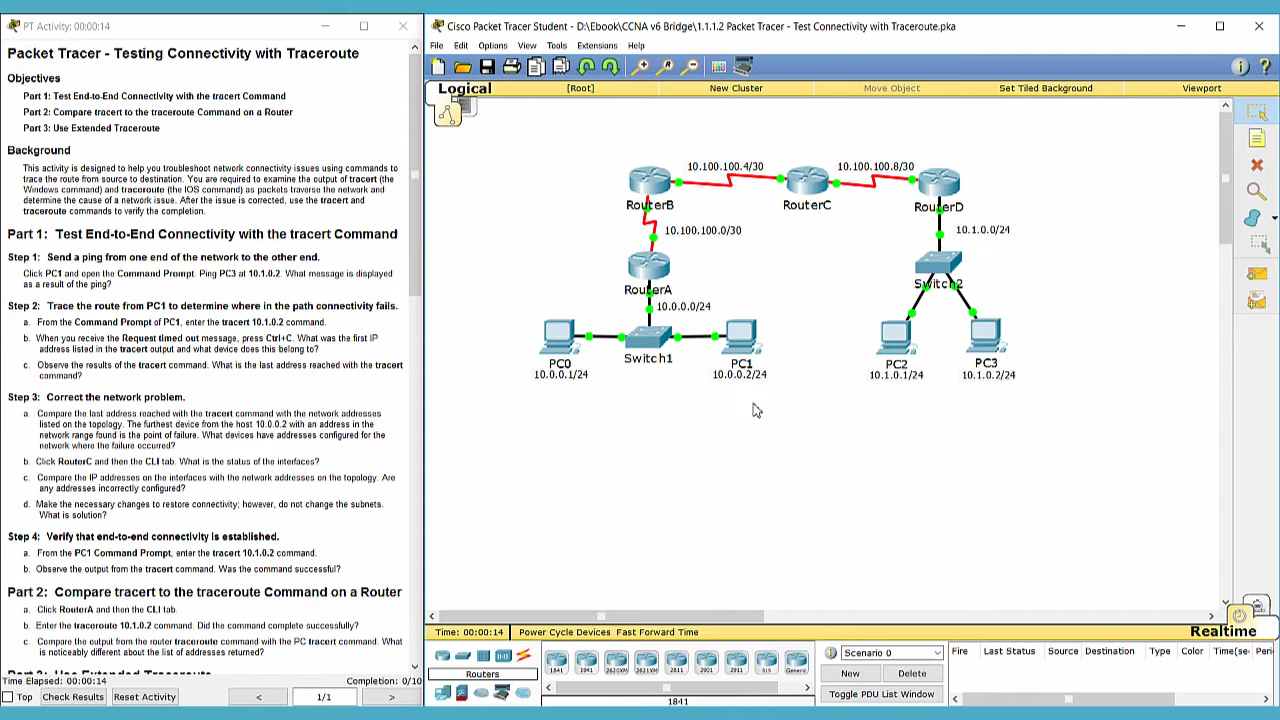 PT Activity: 00:00:14
Packet Tracer - Testing Connectivity with Traceroute
Objectives
Part 1: Test End-to-End Connectivity with the tracert Command
Part 2: Compare tracert to the traceroute Command on a Router
Part 3: Use Extended Traceroute
Background
This activity is designed to help you troubleshoot network connectivity issues using commands to
trace the route from source to destination. You are required to examine the output of tracert (the
Windows command) and traceroute (the IOS command) as packets traverse the network and
determine the cause of a network issue. After the issue is corrected, use the tracert and
traceroute commands to verify the completion.
Part 1: Test End-to-End Connectivity with the tracert Command
Step 1: Send a ping from one end of the network to the other end.
Click PC1 and open the Command Prompt. Ping PC3 at 10.1.0.2. What message is displayed
as a result of the ping?
Step 2: Trace the route from PC1 to determine where in the path connectivity fails.
a. From the Command Prompt of PC1, enter the tracert 10.1.0.2 command.
b. When you receive the Request timed out message, press Ctrl+C. What was the first IP
address listed in the tracert output and what device does this belong to?
c. Observe the results of the tracert command. What is the last address reached with the tracert
command?
Step 3: Correct the network problem.
a. Compare the last address reached with the tracert command with the network addresses
listed on the topology. The furthest device from the host 10.0.0.2 with an address in the
network range found is the point of failure. What devices have addresses configured for the
network where the failure occurred?
b. Click RouterC and then the CLI tab. What is the status of the interfaces?
c. Compare the IP addresses on the interfaces with the network addresses on the topology. Are
any addresses incorrectly configured?
d. Make the necessary changes to restore connectivity; however, do not change the subnets.
What is solution?
Step 4: Verify that end-to-end connectivity is established.
a. From the PC1 Command Prompt, enter the tracert 10.1.0.2 command.
b. Observe the output from the tracert command. Was the command successful?
Part 2: Compare tracert to the traceroute Command on a Router
a. Click RouterA and then the CLI tab.
b. Enter the traceroute 10.1.0.2 command. Did the command complete successfully?
c. Compare the output from the router traceroute command with the PC tracert command. What
is noticeably different about the list of addresses returned?
Time Elapsed: 00:00:14 Completion: 0/10
Top Check Results Reset Activity < 1/1 >
Cisco Packet Tracer Student - D:\Ebook\CCNA v6 Bridge\1.1.1.2 Packet Tracer - Test Connectivity with Traceroute.pka
File Edit Options View Tools Extensions Help
Logical [Root] New Cluster Move Object Set Tiled Background Viewport
10.100.100.4/30 10.100.100.8/30
RouterB RouterC RouterD
10.100.100.0/30 10.1.0.0/24
RouterA Switch2
10.0.0.0/24
Switch1
PC0 PC1 PC2 PC3
10.0.0.1/24 10.0.0.2/24 10.1.0.1/24 10.1.0.2/24
Time: 00:00:14 Power Cycle Devices Fast Forward Time Realtime
Scenario 0 Fire Last Status Source Destination Type Color Time(se Peri
1841 1941 2620XM 2621XM 2811 2901 2911 819 Generic
Routers New Delete
Toggle PDU List Window
1841